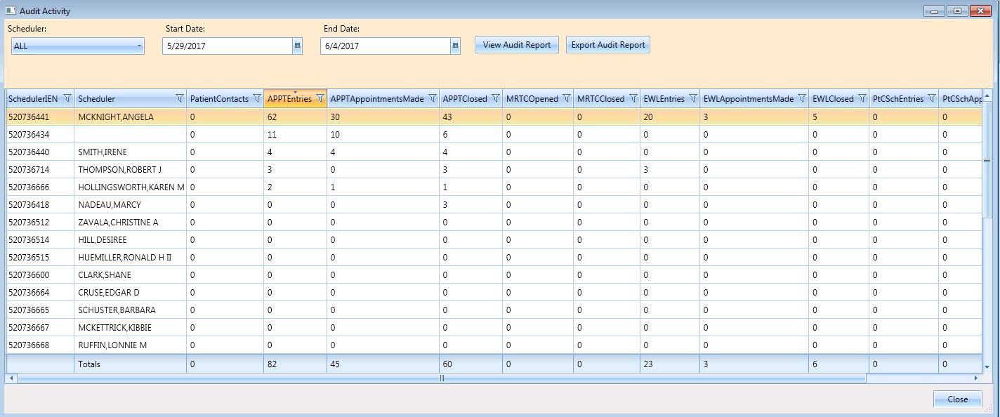 Audit Activity
Scheduler: Start Date: End Date:
ALL 5/29/2017 6/4/2017 View Audit Report Export Audit Report
SchedulerIEN Scheduler PatientContacts APPTEntries APPTAppointmentsMade APPTClosed MRTCOpened MRTCClosed EWLEntries EWLAppointmentsMade EWLClosed PtCSchEntries PtCSchApp
520736441 MCKNIGHT,ANGELA 0 62 30 43 0 0 20 3 5 0 0
520736434 0 11 10 6 0 0 0 0 0 0 0
520736440 SMITH,IRENE 0 4 4 4 0 0 0 0 0 0 0
520736714 THOMPSON,ROBERT J 0 3 0 3 0 0 3 0 0 0 0
520736666 HOLLINGSWORTH,KAREN M 0 2 1 1 0 0 0 0 0 0 0
520736418 NADEAU,MARCY 0 0 0 3 0 0 0 0 0 0 0
520736512 ZAVALA,CHRISTINE A 0 0 0 0 0 0 0 0 0 0 0
520736514 HILL,DESIREE 0 0 0 0 0 0 0 0 0 0 0
520736515 HUEMILLER,RONALD H II 0 0 0 0 0 0 0 0 0 0 0
520736600 CLARK,SHANE 0 0 0 0 0 0 0 0 0 0 0
520736664 CRUSE,EDGAR D 0 0 0 0 0 0 0 0 0 0 0
520736665 SCHUSTER,BARBARA 0 0 0 0 0 0 0 0 0 0 0
520736667 MCKETTRICK,KIBBIE 0 0 0 0 0 0 0 0 0 0 0
520736668 RUFFIN,LONNIE M 0 0 0 0 0 0 0 0 0 0 0
Totals 0 82 45 60 0 0 23 3 6 0 0
Close